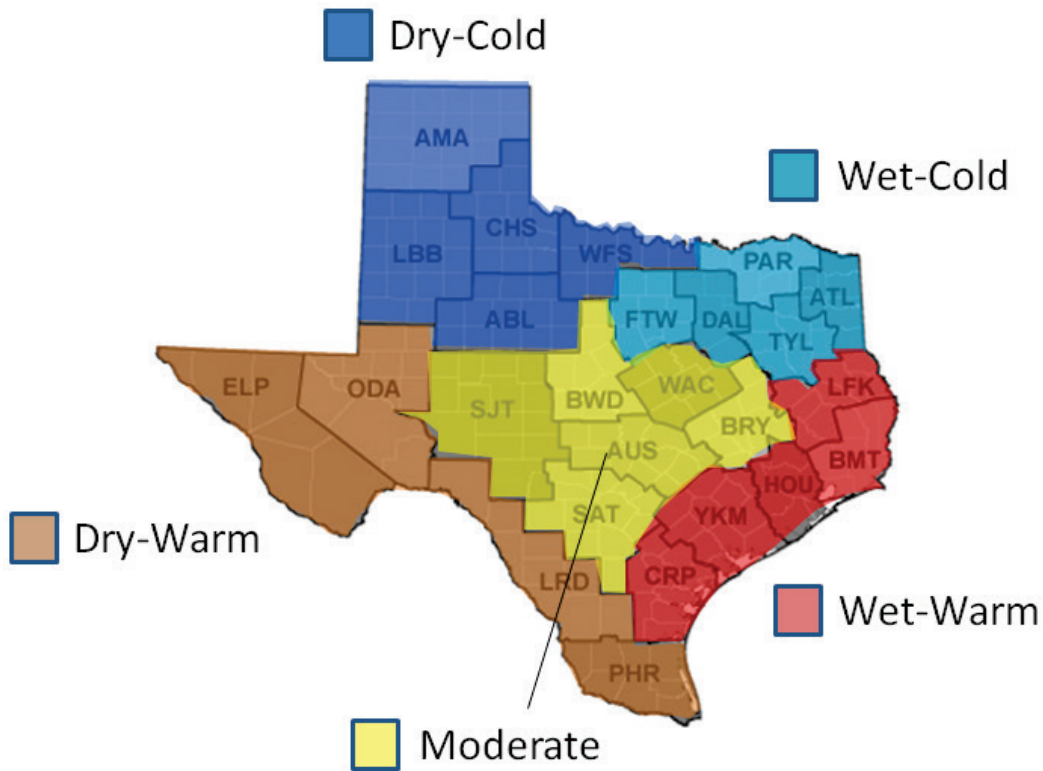 Dry-Cold
AMA
Wet-Cold
CHS
LBB
WFS
PAR
ATL
ABL
FTW
DAL
TYL
ELP
ODA
LFK
SJT
BWD
WAC
BRY
AUS
BMT
HOU
SAT
YKM
Dry-Warm
LRD
CRP
Wet-Warm
PHR
Moderate